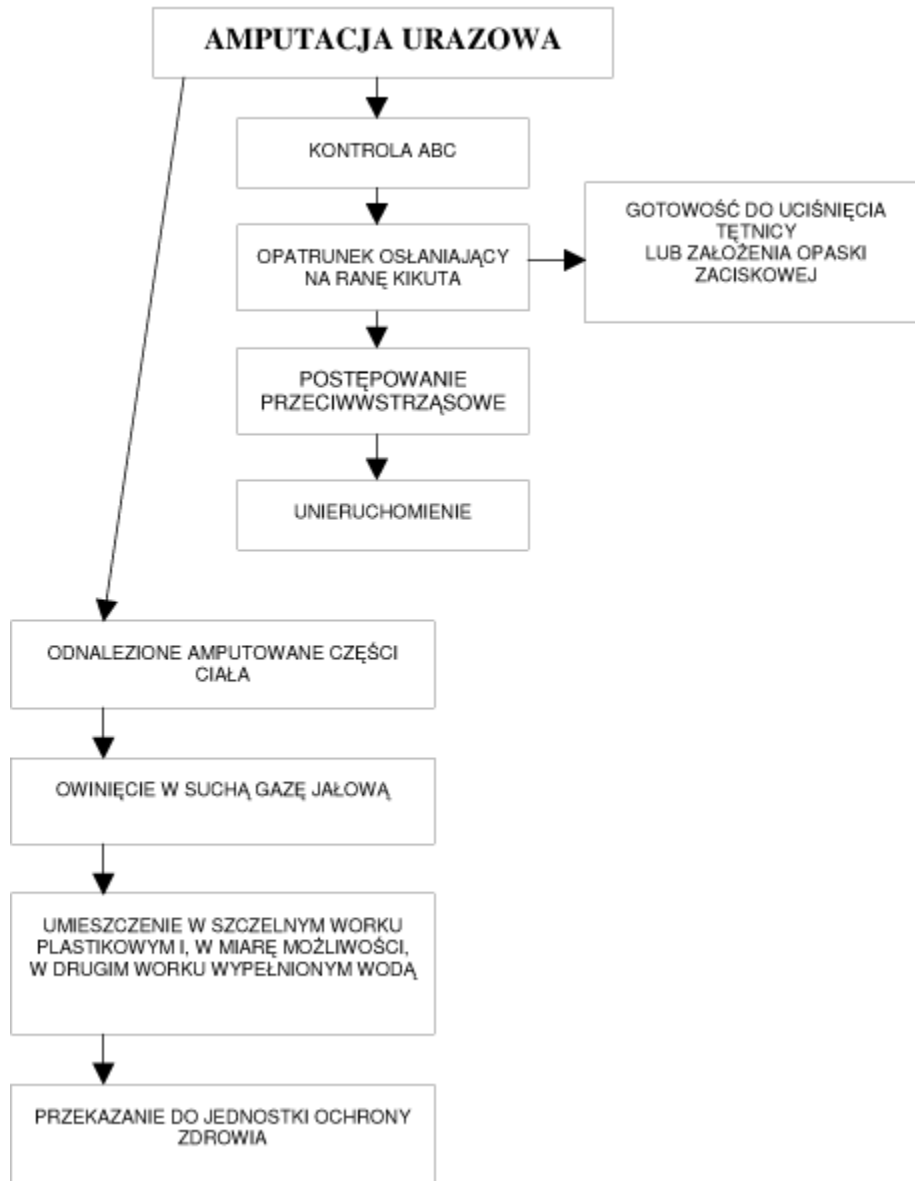 AMPUTACJA URAZOWA
KONTROLA ABC
OPATRUNEK OSŁANIAJĄCY
NA RANĘ KIKUTA
GOTOWOŚĆ DO UCIŚNIĘCIA
TĘTNICY
LUB ZAŁOŻENIA OPASKI
ZACISKOWEJ
POSTĘPOWANIE
PRZECIWWSTRZĄSOWE
UNIERUCHOMIENIE
ODNALEZIONE AMPUTOWANE CZĘŚCI
CIAŁA
OWINIĘCIE W SUCHĄ GAZĘ JAŁOWĄ
UMIESZCZENIE W SZCZELNYM WORKU
PLASTIKOWYM I, W MIARĘ MOŻLIWOŚCI,
W DRUGIM WORKU WYPEŁNIONYM WODĄ
PRZEKAZANIE DO JEDNOSTKI OCHRONY
ZDROWIA